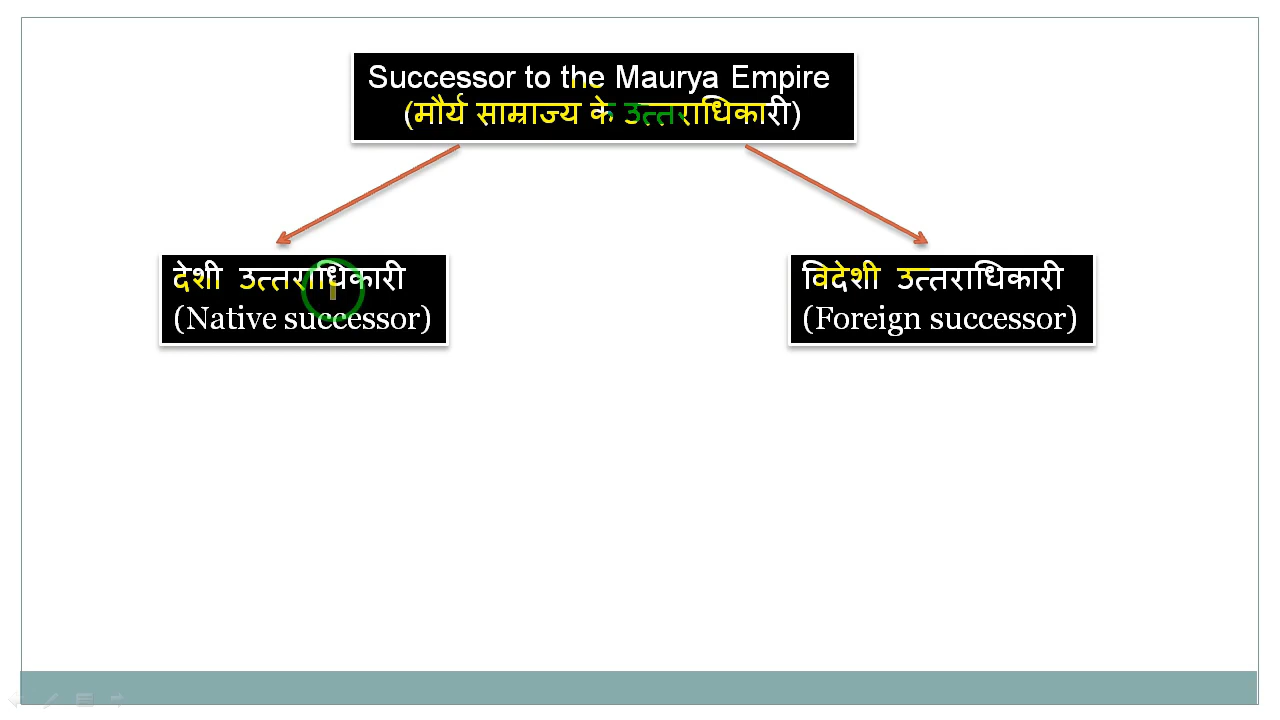 Successor to the Maurya Empire
(मौर्य साम्राज्य के उत्तराधिकारी)
देशी उत्तराधिकारी
(Native successor)
विदेशी उत्तराधिकारी
(Foreign successor)